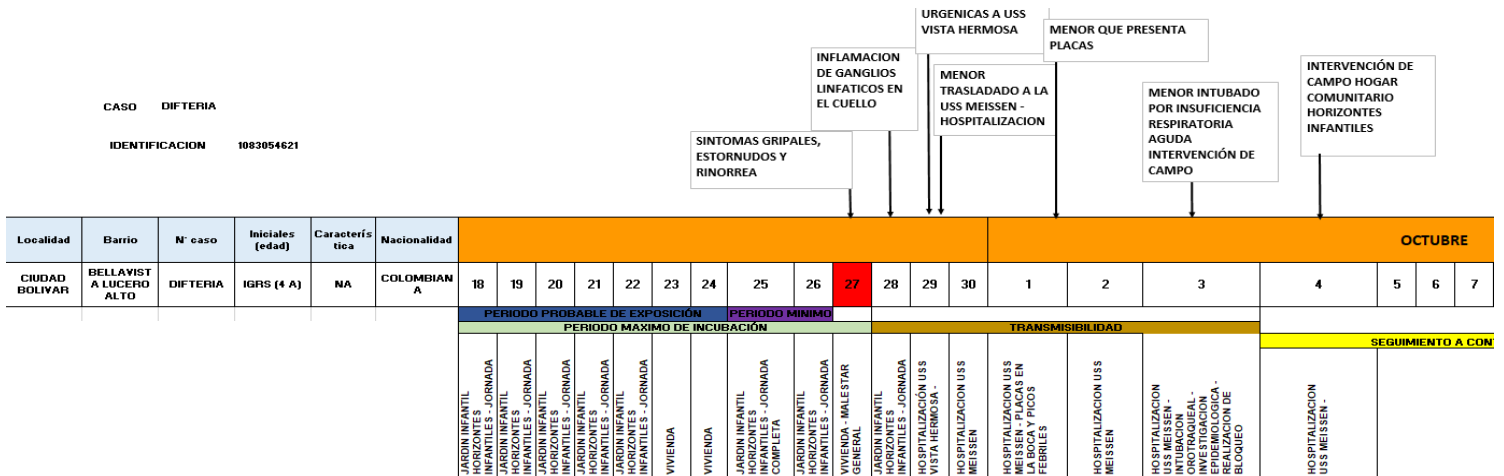 URGENICAS A USS
VISTA HERMOSA
MENOR QUE PRESENTA
PLACAS
INFLAMACION
DE GANGLIOS
LINFATICOS EN
EL CUELLO
MENOR
TRASLADADO A LA
USS MEISSEN -
HOSPITALIZACION
INTERVENCIÓN DE
CAMPO HOGAR
COMUNITARIO
HORIZONTES
INFANTILES
MENOR INTUBADO
POR INSUFICIENCIA
RESPIRATORIA
AGUDA
INTERVENCIÓN DE
CAMPO
CASO DIFTERIA
SINTOMAS GRIPALES,
ESTORNUDOS Y
RINORREA
IDENTIFICACION 1083054621
Localidad
Barrio
N° caso
Iniciales
(edad)
Caracterís
tica
Nacionalidad
OCTUBRE
CIUDAD
BOLIVAR
BELLAVIST
A LUCERO
ALTO
DIFTERIA
IGRS (4 A)
NA
COLOMBIAN
A
18 19 20 21 22 23 24 25 26 27 28 29 30 1 2 3 4 5 6 7
PERIODO PROBABLE DE EXPOSICIÓN
PERIODO MINIMO
PERIODO MAXIMO DE INCUBACIÓN
TRANSMISIBILIDAD
SEGUIMIENTO A CON
JARDIN INFANTIL
HORIZONTES
INFANTILES - JORNADA
JARDIN INFANTIL
HORIZONTES
INFANTILES - JORNADA
JARDIN INFANTIL
HORIZONTES
INFANTILES - JORNADA
JARDIN INFANTIL
HORIZONTES
INFANTILES - JORNADA
JARDIN INFANTIL
HORIZONTES
INFANTILES - JORNADA
VIVIENDA
VIVIENDA
JARDIN INFANTIL
HORIZONTES
INFANTILES - JORNADA
COMPLETA
JARDIN INFANTIL
HORIZONTES
INFANTILES - JORNADA
VIVIENDA - MALESTAR
GENERAL
JARDIN INFANTIL
HORIZONTES
INFANTILES - JORNADA
HOSPITALIZACIÓN USS
VISTA HERMOSA -
HOSPITALIZACION USS
MEISSEN
HOSPITALIZACION USS
MEISSEN - PLACAS EN
LA BOCA Y PICOS
FEBRILES
HOSPITALIZACION USS
MEISSEN
HOSPITALIZACION
USS MEISSEN -
INTUBACION
OROTRAQUEAL -
INVESTIGACION
EPIDEMIOLOGICA -
REALIZACION DE
BLOQUEO
HOSPITALIZACION
USS MEISSEN -